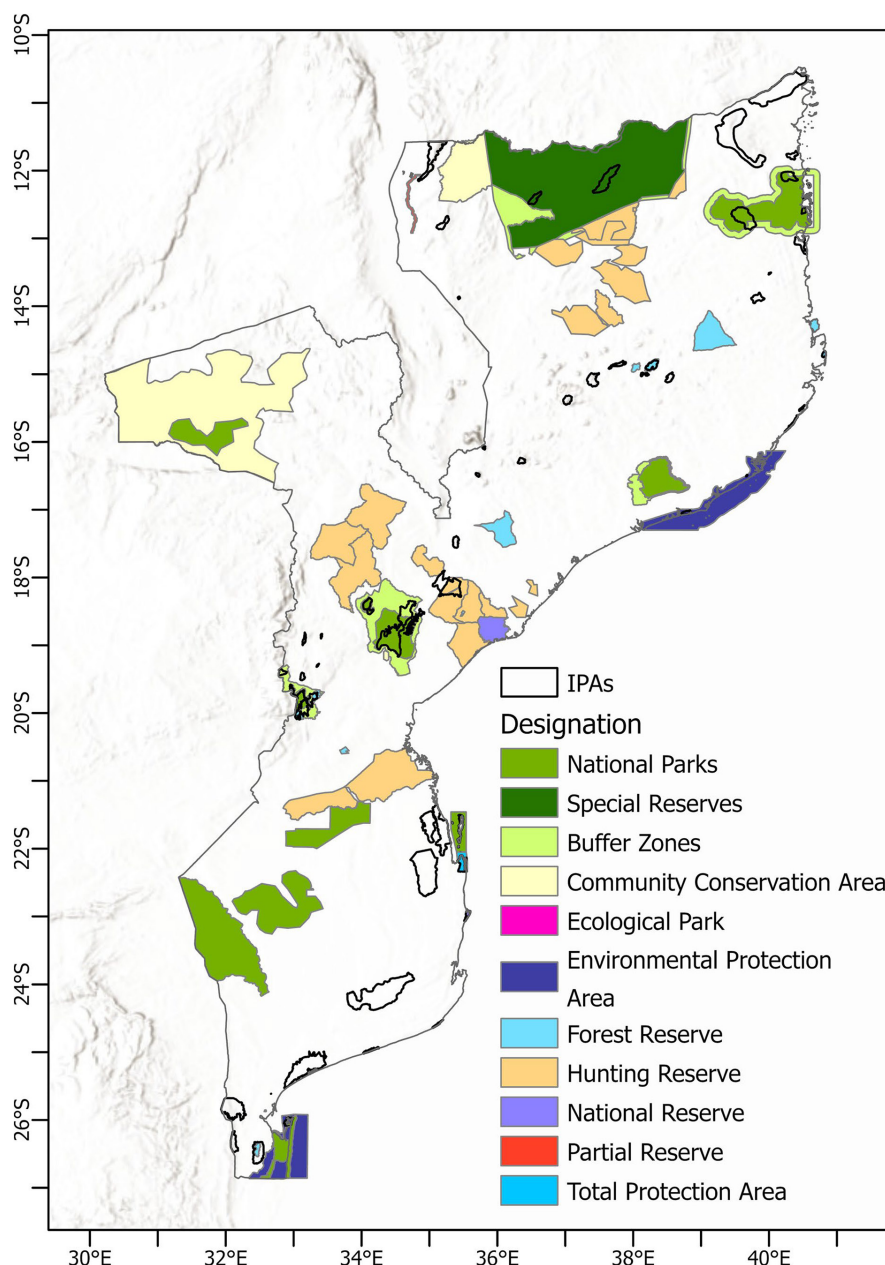 10°S
12°S
14°S
16°S
18°S
20°S
22°S
24°S
26°S
IPAs
Designation
National Parks
Special Reserves
Buffer Zones
Community Conservation Area
Ecological Park
Environmental Protection
Area
Forest Reserve
Hunting Reserve
National Reserve
Partial Reserve
Total Protection Area
30°E
32°E
34°E
36°E
38°E
40°E